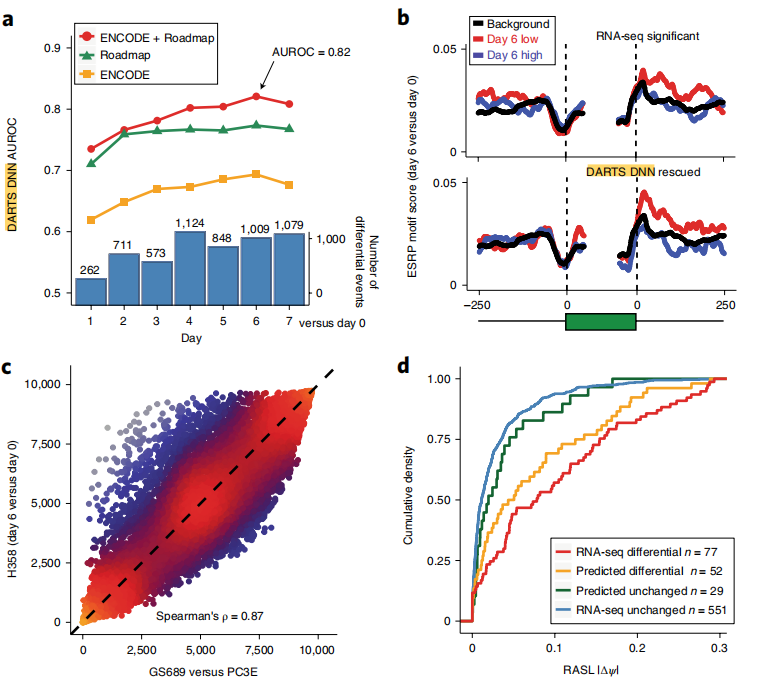 a
ENCODE + Roadmap
Roadmap
ENCODE
AUROC = 0.82
DARTS DNN AUROC
0.9
0.8
0.7
0.6
0.5
262
711
573
1,124
848
1,009
1,079
1,000
0
Number of
differential events
1 2 3 4 5 6 7 versus day 0
Day
b
Background
Day 6 low
Day 6 high
RNA-seq significant
0.05
0
DARTS DNN rescued
0.05
0
ESRP motif score (day 6 versus day 0)
−250 0 0 250
c
H358 (day 6 versus day 0)
10,000
7,500
5,000
2,500
0
Spearman's ρ = 0.87
0 2,500 5,000 7,500 10,000
GS689 versus PC3E
d
Cumulative density
1.00
0.75
0.50
0.25
0
RNA-seq differential n = 77
Predicted differential n = 52
Predicted unchanged n = 29
RNA-seq unchanged n = 551
0 0.1 0.2 0.3
RASL |Δψ|